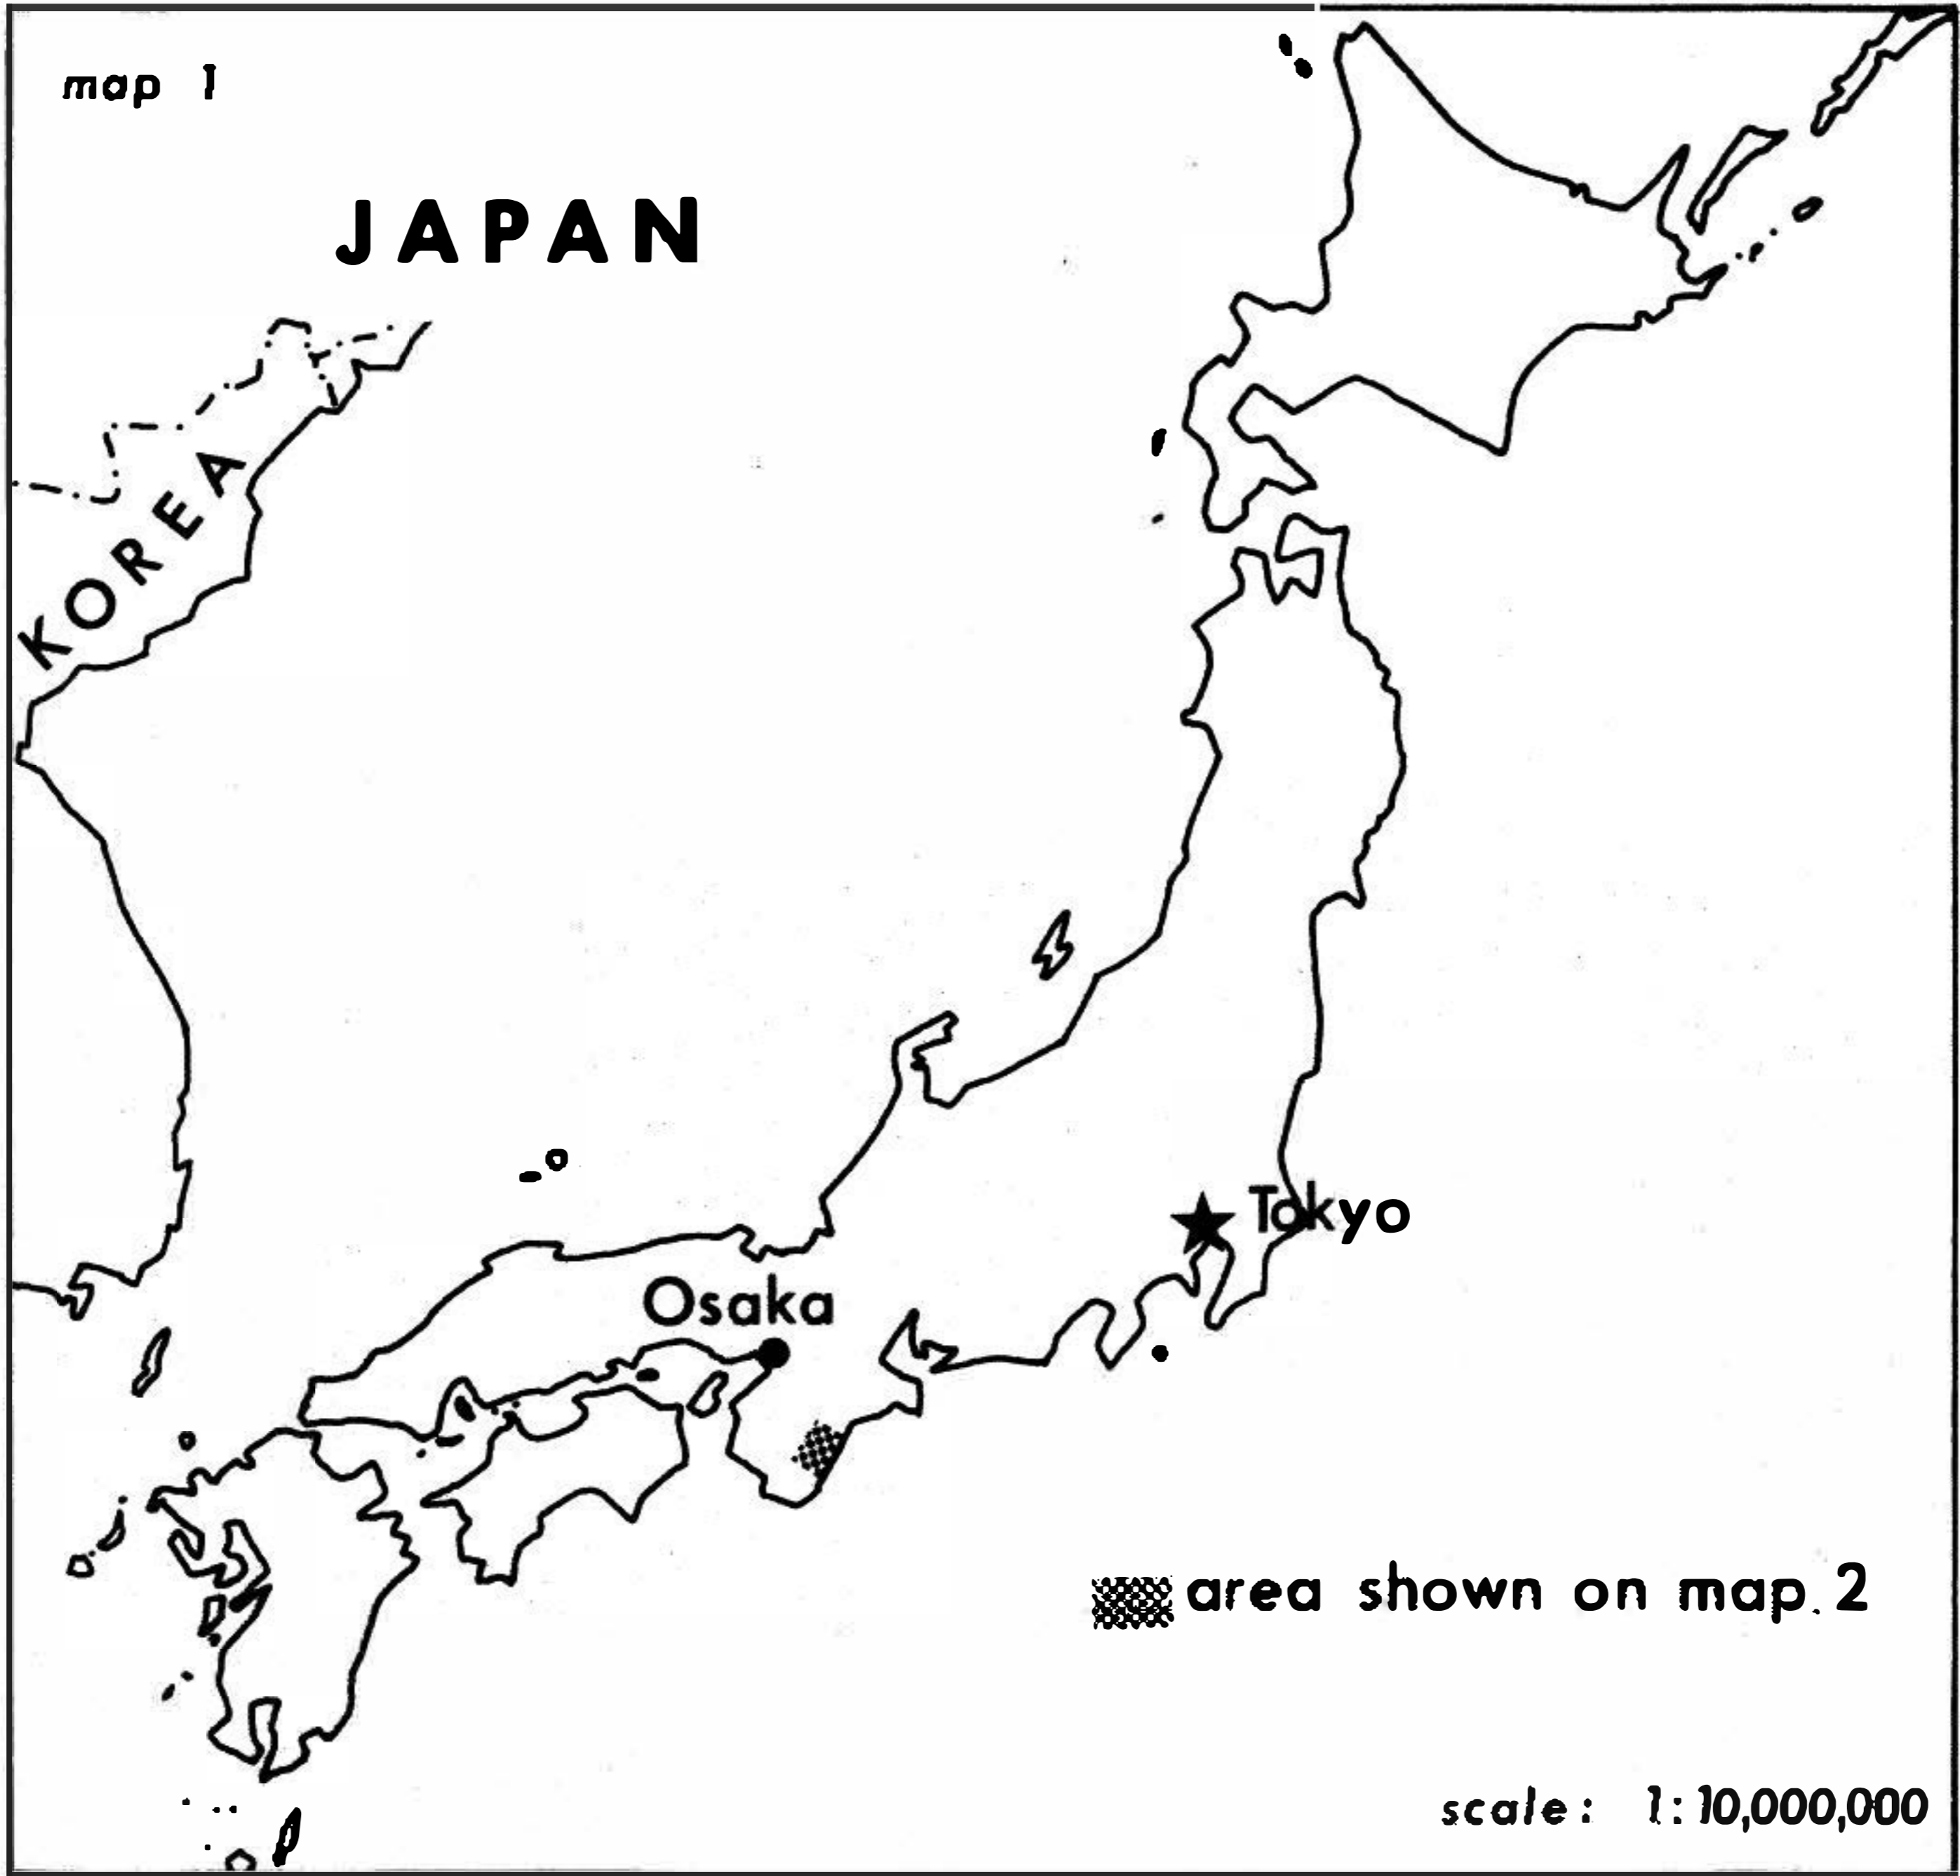 map 1
JAPAN
KOREA
Tokyo
Osaka
area shown on map 2
scale: 1:10,000,000